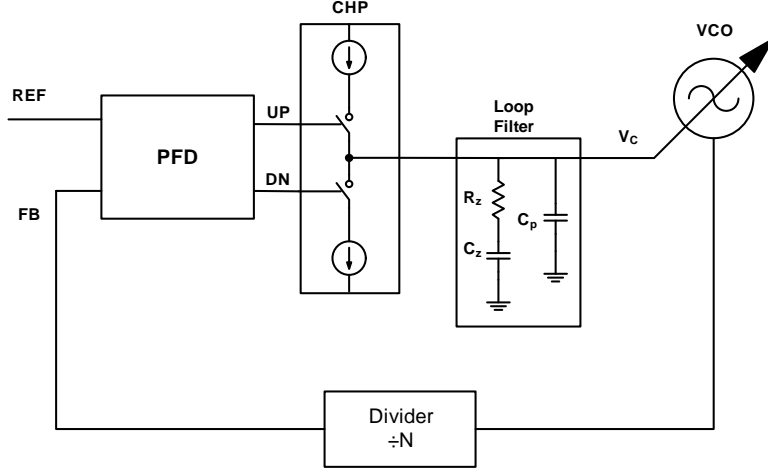 CHP
VCO
REF
PFD
UP
DN
FB
Loop
Filter
V_C
R_z
C_z
C_p
Divider
÷N